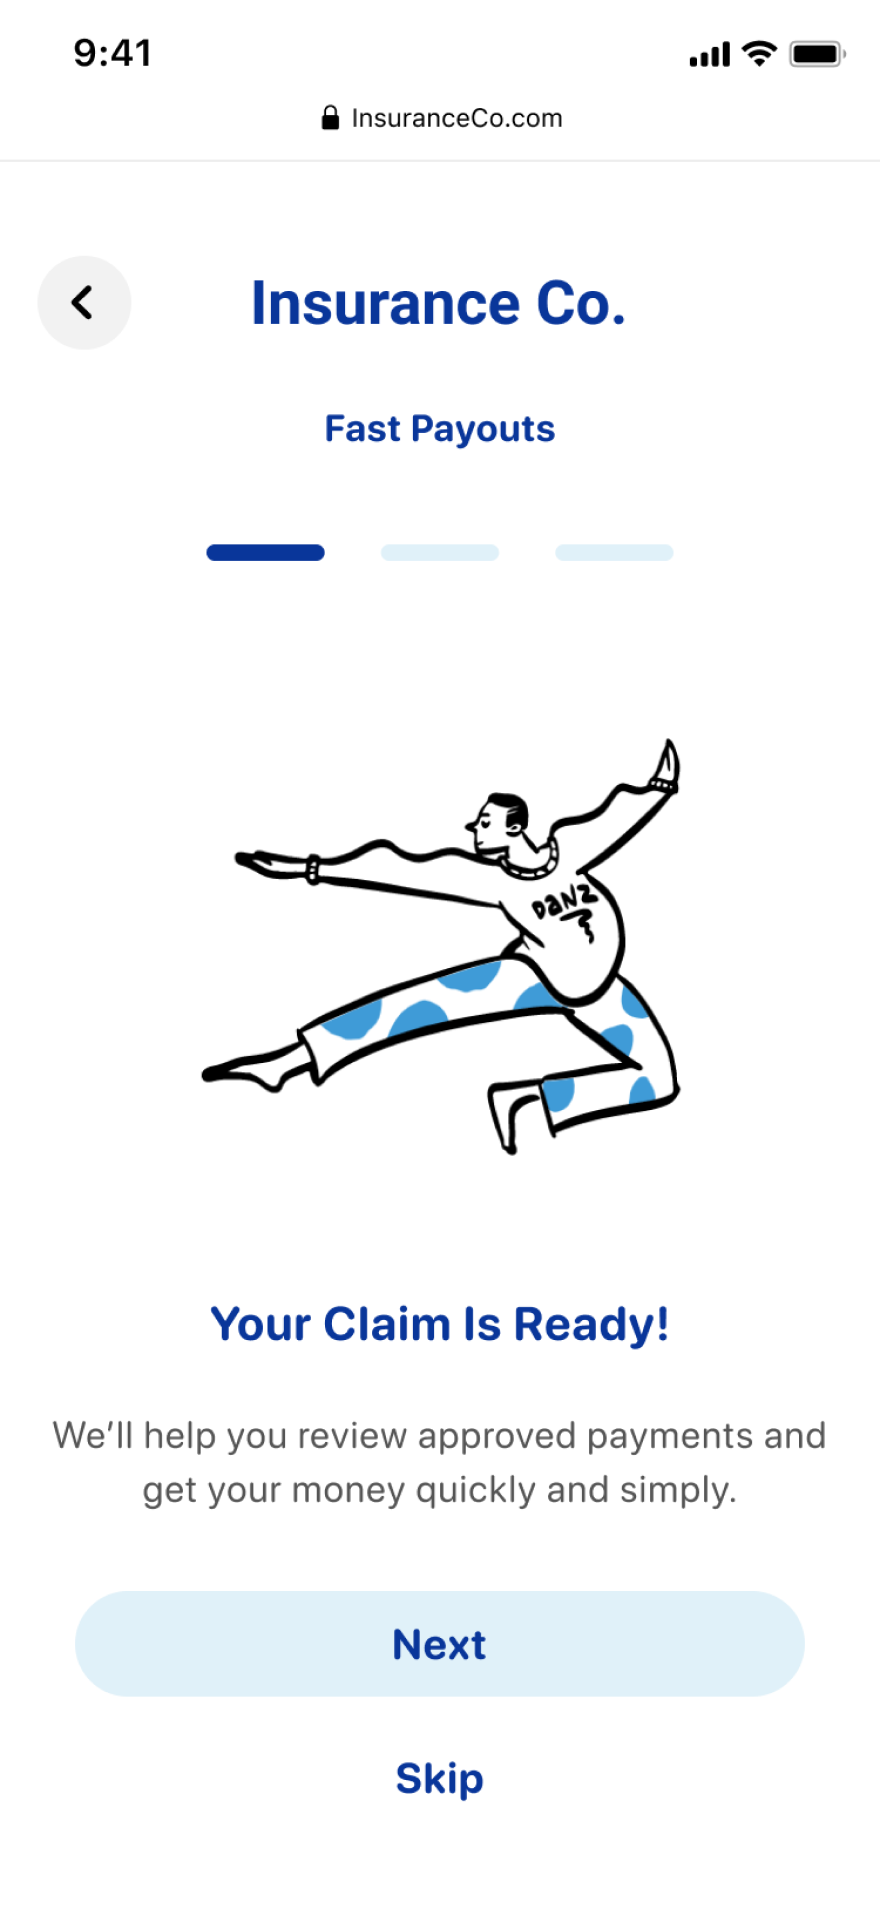 9:41
InsuranceCo.com
Insurance Co.
Fast Payouts
DANZ
Your Claim Is Ready!
We’ll help you review approved payments and
get your money quickly and simply.
Next
Skip